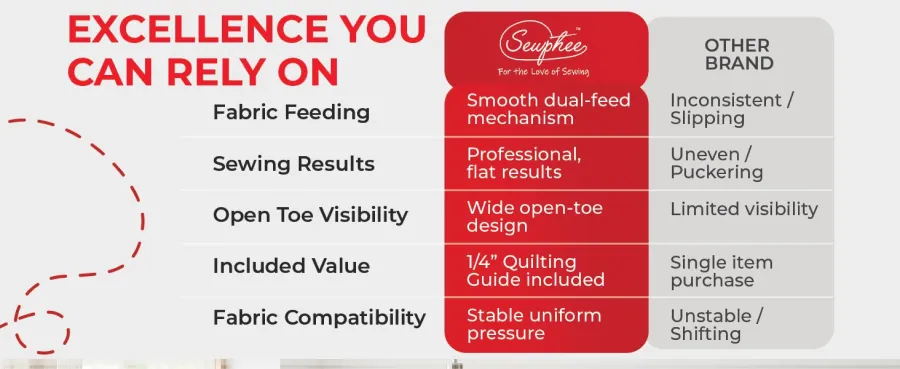 EXCELLENCE YOU
CAN RELY ON
Sewphee™
For the Love of Sewing
OTHER
BRAND
Fabric Feeding
Smooth dual-feed
mechanism
Inconsistent /
Slipping
Sewing Results
Professional,
flat results
Uneven /
Puckering
Open Toe Visibility
Wide open-toe
design
Limited visibility
Included Value
1/4” Quilting
Guide included
Single item
purchase
Fabric Compatibility
Stable uniform
pressure
Unstable /
Shifting